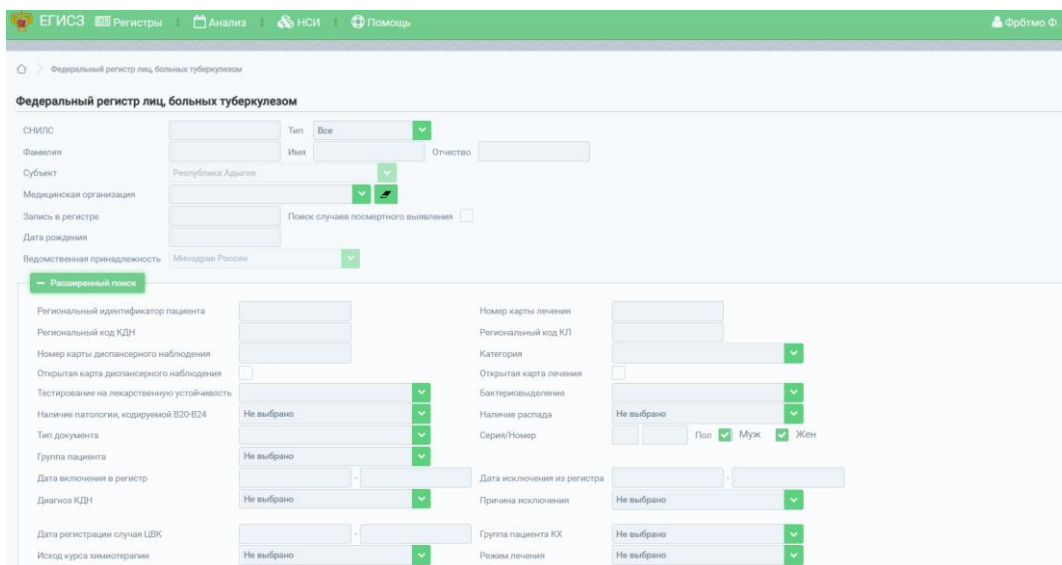 ЕГИСЗ Регистры Анализ НСИ Помощь Фрбтмо Ф.
Федеральный регистр лиц, больных туберкулезом
Федеральный регистр лиц, больных туберкулезом
СНИЛС Тип Все
Фамилия Имя Отчество
Субъект Республика Адыгея
Медицинская организация
Запись в регистре Поиск случаев посмертного выявления
Дата рождения
Ведомственная принадлежность Минздрав России
Расширенный поиск
Региональный идентификатор пациента Номер карты лечения
Региональный код КДН Региональный код КЛ
Номер карты диспансерного наблюдения Категория
Открытая карта диспансерного наблюдения Открытая карта лечения
Тестирование на лекарственную устойчивость Бактериовыделение
Наличие патологии, кодируемой B20-B24 Не выбрано Наличие распада Не выбрано
Тип документа Серия/Номер Пол Муж Жен
Группа пациента Не выбрано
Дата включения в регистр - Дата исключения из регистра -
Диагноз КДН Не выбрано Причина исключения Не выбрано
Дата регистрации случая ЦВК - Группа пациента КХ Не выбрано
Исход курса химиотерапии Не выбрано Режим лечения Не выбрано